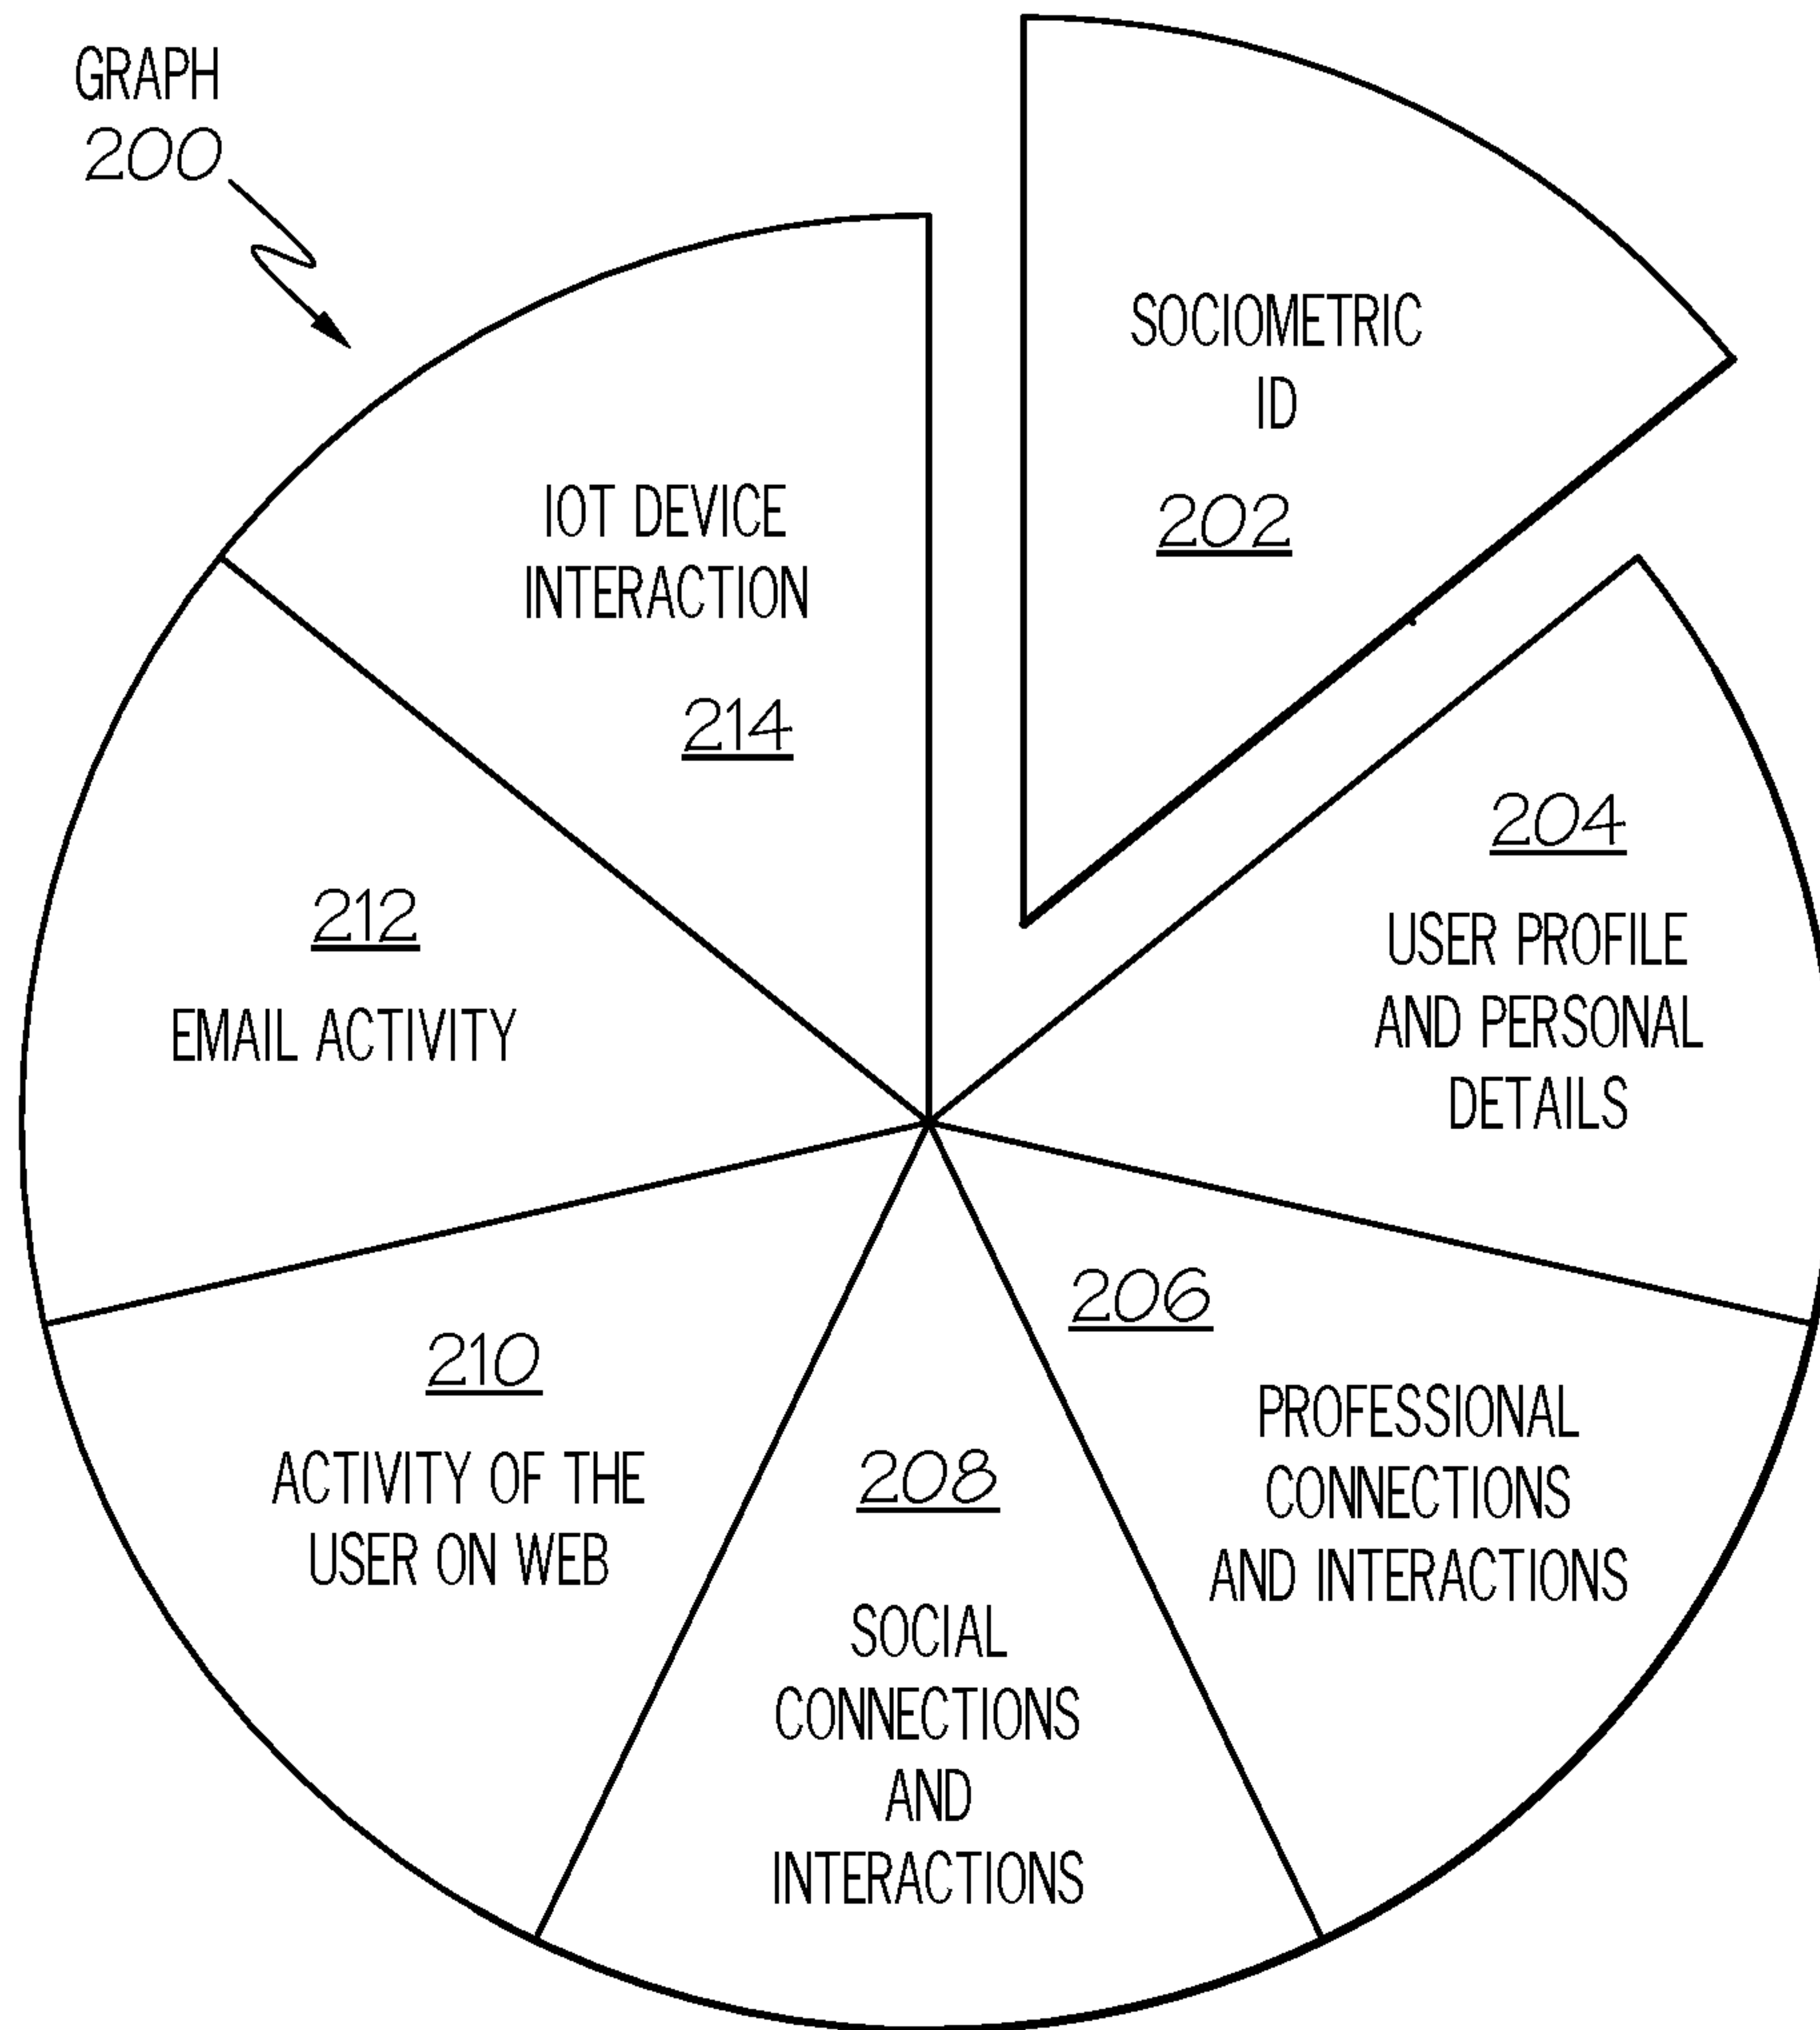 GRAPH
200
SOCIOMETRIC
ID
202
204
USER PROFILE
AND PERSONAL
DETAILS
206
PROFESSIONAL
CONNECTIONS
AND INTERACTIONS
208
SOCIAL
CONNECTIONS
AND
INTERACTIONS
210
ACTIVITY OF THE
USER ON WEB
212
EMAIL ACTIVITY
IOT DEVICE
INTERACTION
214